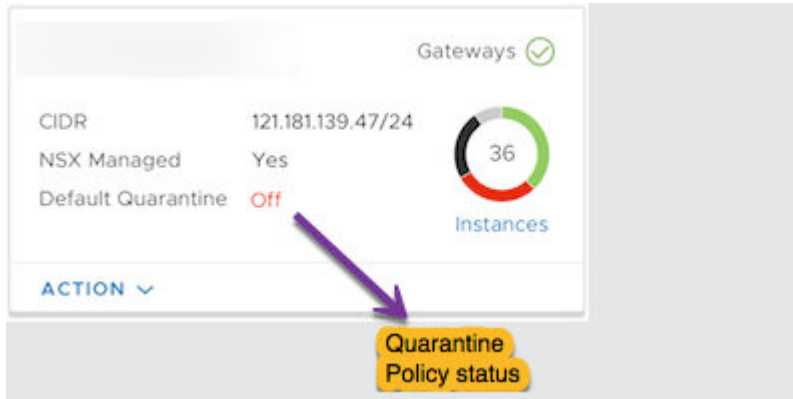 Gateways
CIDR 121.181.139.47/24
NSX Managed Yes
Default Quarantine Off
36
Instances
ACTION
Quarantine
Policy status